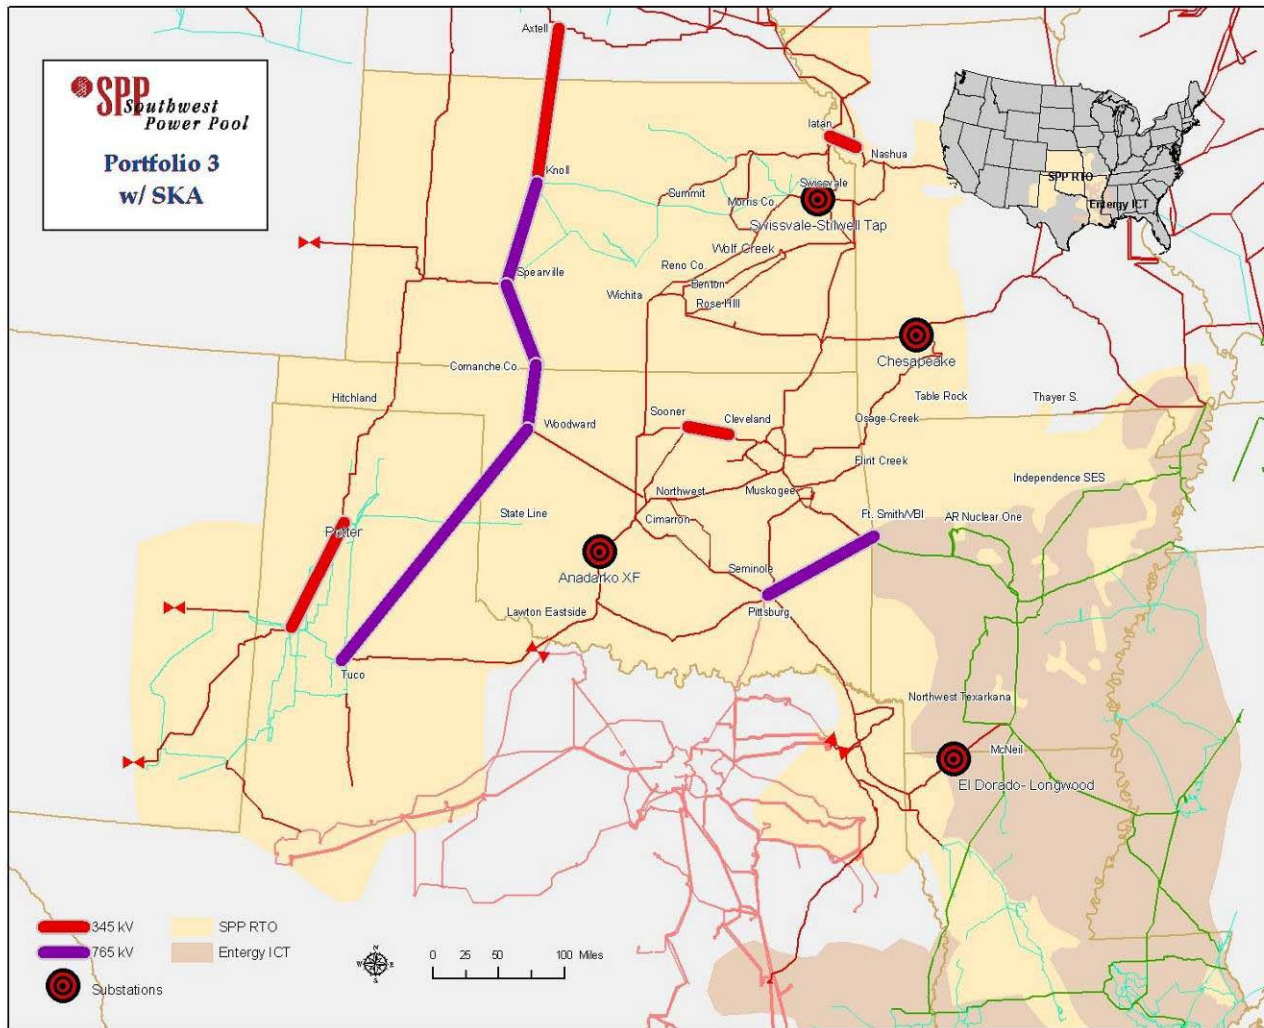 Axtell
SPP
Southwest
Power Pool
Portfolio 3
w/ SKA
Iatan
Nashua
SPP RTO
Entergy ICT
Knoll
Summit
Swissvale
Morris Co.
Swissvale-Stilwell Tap
Wolf Creek
Spearville
Reno Co.
Benton
Wichita
Rose Hill
Chesapeake
Comanche Co.
Hitchland
Table Rock
Thayer S.
Sooner
Cleveland
Osage Creek
Woodward
Flint Creek
Independence SES
Northwest
Muskogee
State Line
Cimarron
Ft. Smith/VBI
AR Nuclear One
Potter
Anadarko XF
Seminole
Lawton Eastside
Pittsburg
Tuco
Northwest Texarkana
McNeil
El Dorado- Longwood
345 kV
SPP RTO
765 kV
Entergy ICT
Substations
N
W
E
S
0 25 50 100 Miles